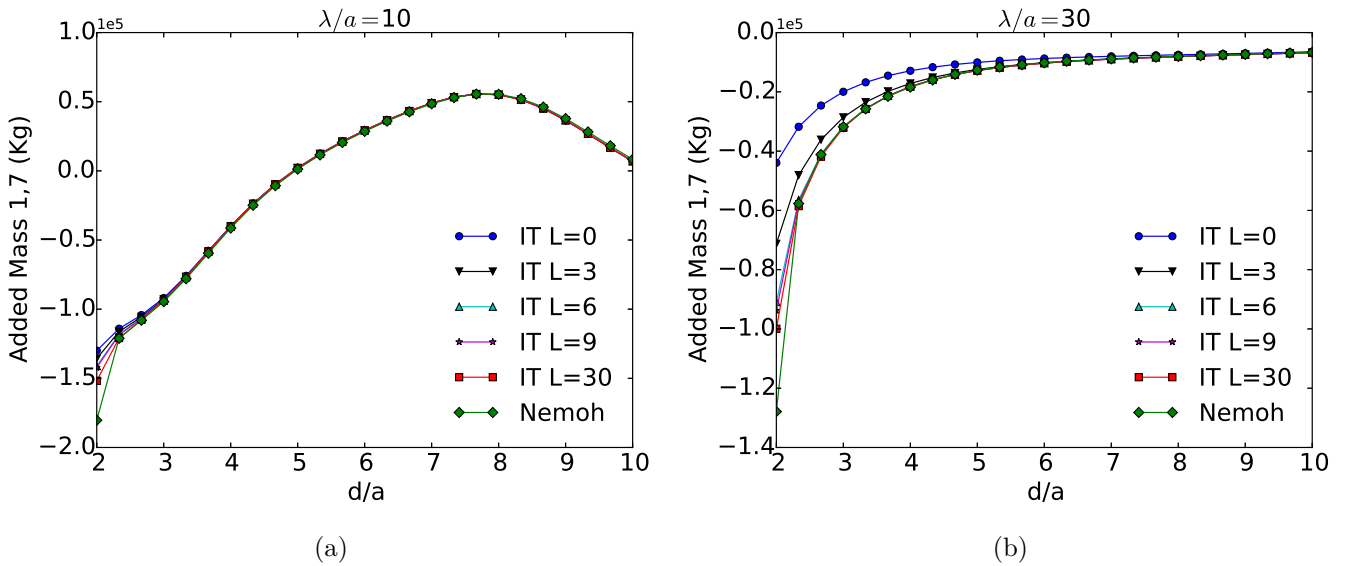 λ/a=10
1e5
1.0
0.5
0.0
−0.5
−1.0
−1.5
−2.0
Added Mass 1,7 (Kg)
IT L=0
IT L=3
IT L=6
IT L=9
IT L=30
Nemoh
2 3 4 5 6 7 8 9 10
d/a
(a)
λ/a=30
1e5
0.0
−0.2
−0.4
−0.6
−0.8
−1.0
−1.2
−1.4
Added Mass 1,7 (Kg)
IT L=0
IT L=3
IT L=6
IT L=9
IT L=30
Nemoh
2 3 4 5 6 7 8 9 10
d/a
(b)